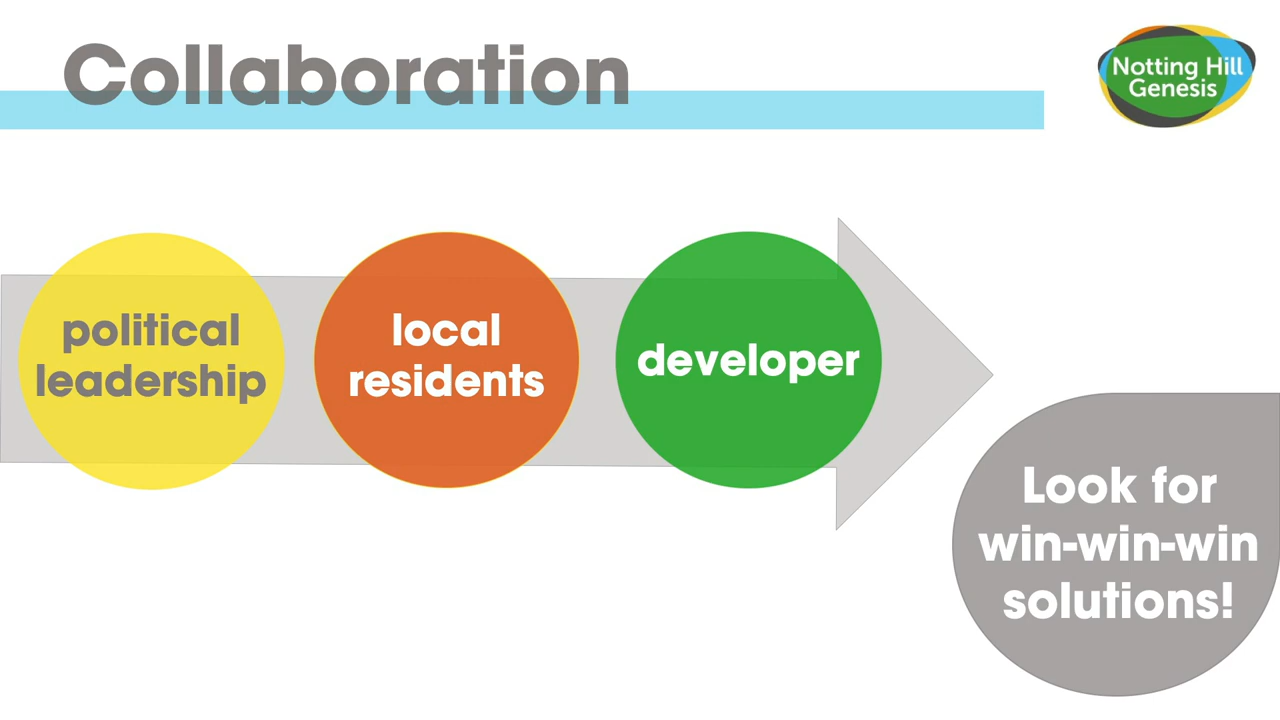 Collaboration
Notting Hill
Genesis
political
leadership
local
residents
developer
Look for
win-win-win
solutions!